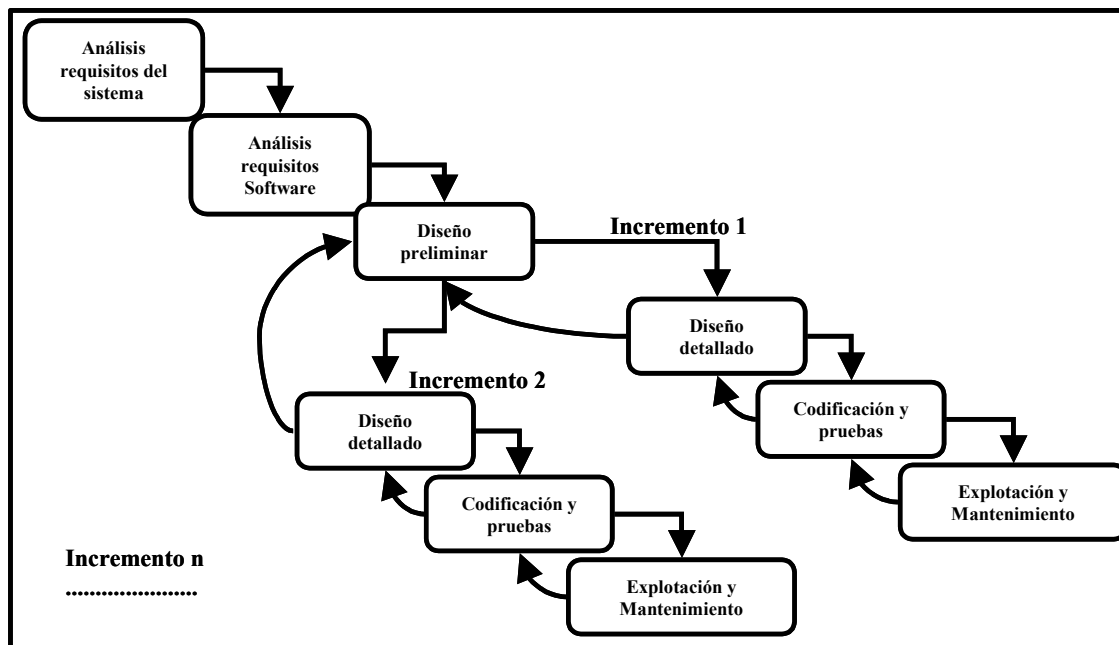 Análisis
requisitos del
sistema
Análisis
requisitos
Software
Diseño
preliminar
Incremento 1
Diseño
detallado
Codificación y
pruebas
Explotación y
Mantenimiento
Incremento 2
Diseño
detallado
Codificación y
pruebas
Explotación y
Mantenimiento
Incremento n
......................